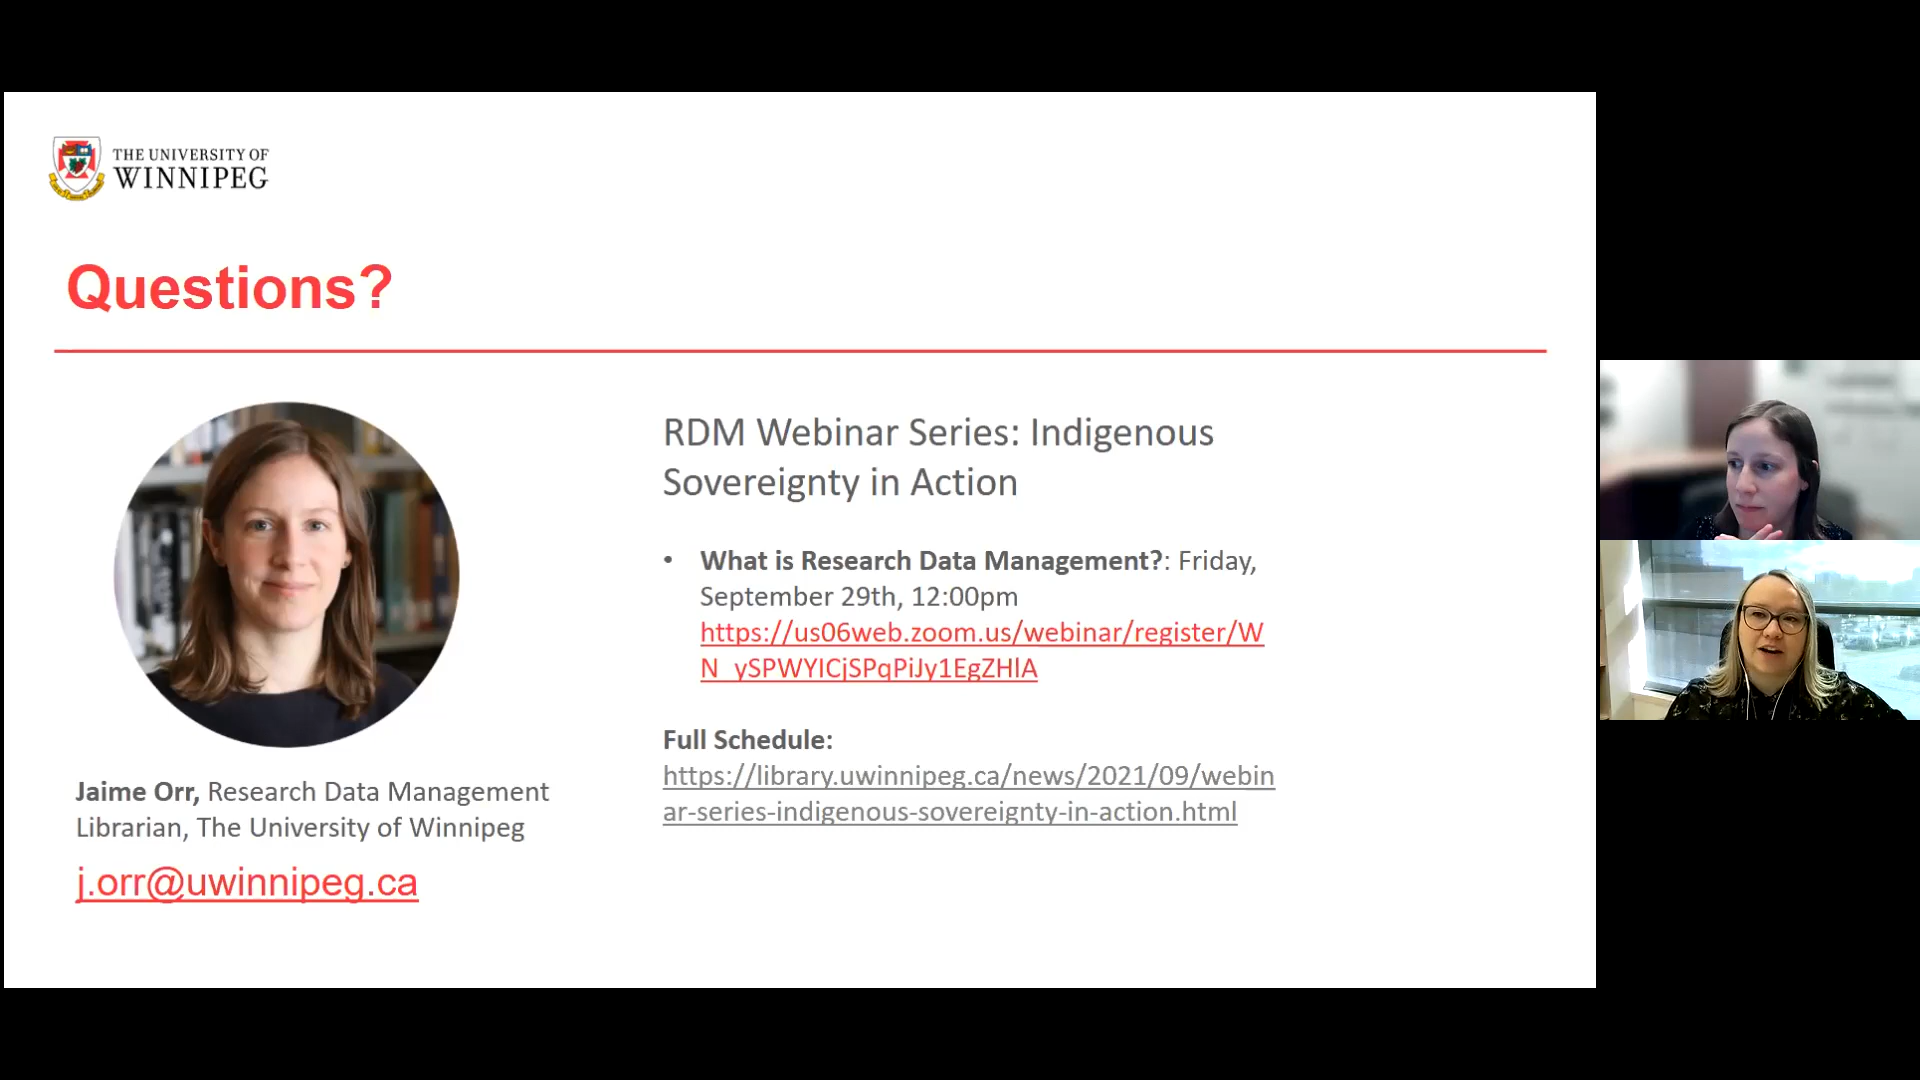 THE UNIVERSITY OF
WINNIPEG
Questions?
RDM Webinar Series: Indigenous
Sovereignty in Action
• What is Research Data Management?: Friday,
September 29th, 12:00pm
https://us06web.zoom.us/webinar/register/W
N_ySPWYICjSPqPiJy1EgZHlA
Full Schedule:
https://library.uwinnipeg.ca/news/2021/09/webin
ar-series-indigenous-sovereignty-in-action.html
Jaime Orr, Research Data Management
Librarian, The University of Winnipeg
j.orr@uwinnipeg.ca